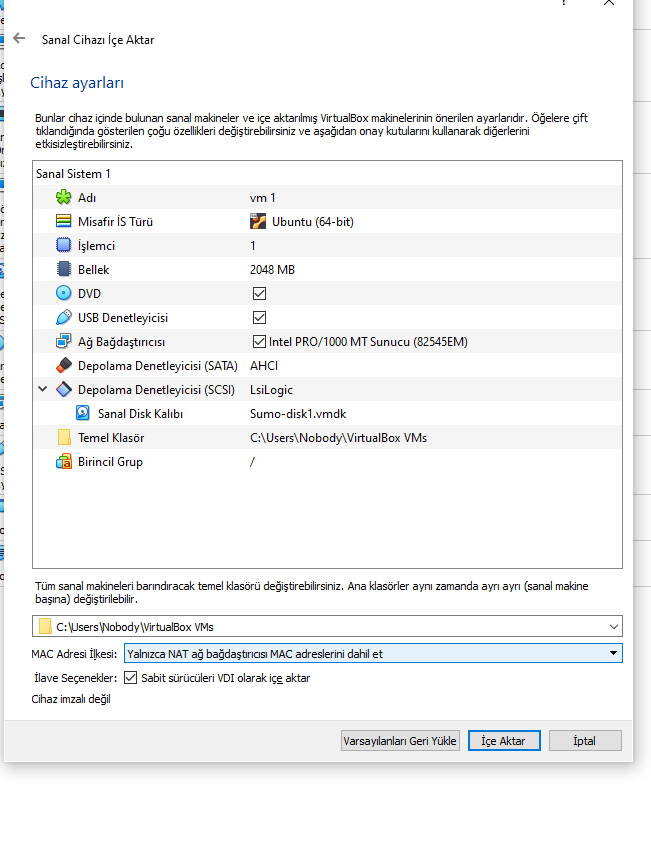 Sanal Cihazı İçe Aktar
Cihaz ayarları
Bunlar cihaz içinde bulunan sanal makineler ve içe aktarılmış VirtualBox makinelerinin önerilen ayarlarıdır. Öğelere çift
tıklandığında gösterilen çoğu özellikleri değiştirebilirsiniz ve aşağıdan onay kutularını kullanarak diğerlerini
etkisizleştirebilirsiniz.
Sanal Sistem 1
Adı vm 1
Misafir İS Türü Ubuntu (64-bit)
İşlemci 1
Bellek 2048 MB
DVD
USB Denetleyicisi
Ağ Bağdaştırıcısı Intel PRO/1000 MT Sunucu (82545EM)
Depolama Denetleyicisi (SATA) AHCI
Depolama Denetleyicisi (SCSI) LsiLogic
Sanal Disk Kalıbı Sumo-disk1.vmdk
Temel Klasör C:\Users\Nobody\VirtualBox VMs
Birincil Grup /
Tüm sanal makineleri barındıracak temel klasörü değiştirebilirsiniz. Ana klasörler aynı zamanda ayrı ayrı (sanal makine
başına) değiştirilebilir.
C:\Users\Nobody\VirtualBox VMs
MAC Adresi İlkesi: Yalnızca NAT ağ bağdaştırıcısı MAC adreslerini dahil et
İlave Seçenekler: Sabit sürücüleri VDI olarak içe aktar
Cihaz imzalı değil
Varsayılanları Geri Yükle İçe Aktar İptal